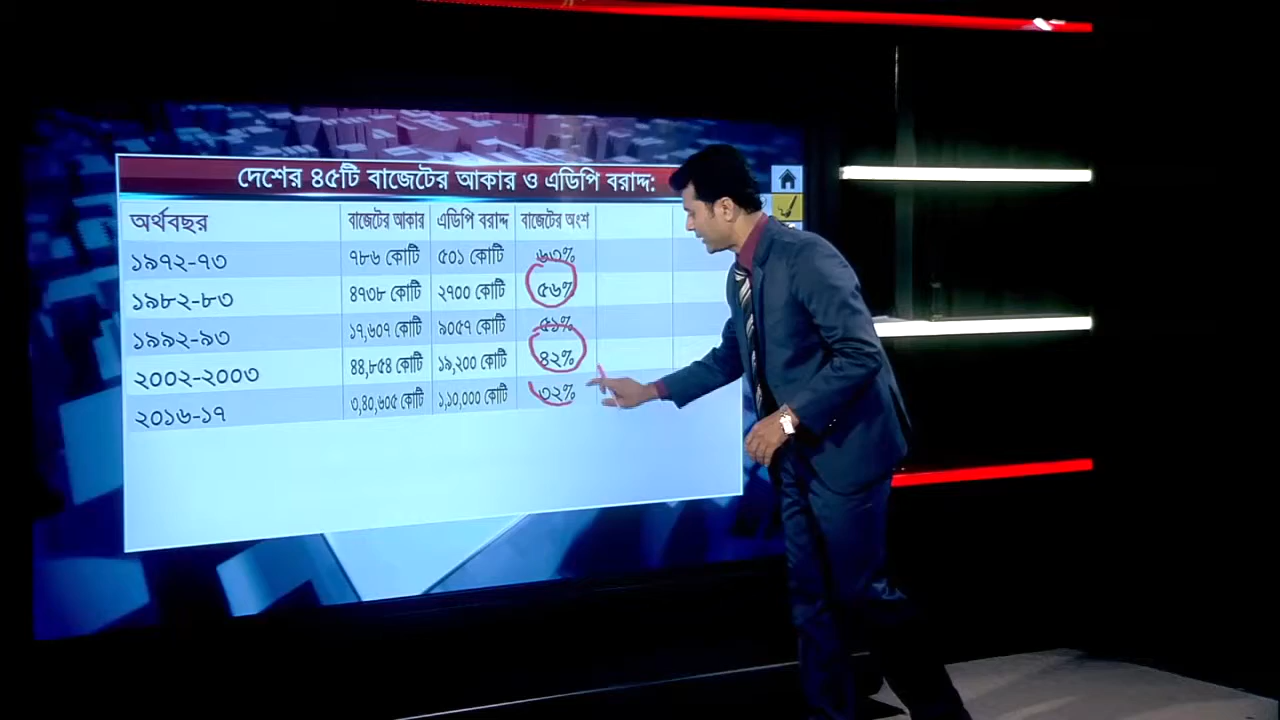 দেশের ৪৫টি বাজেটের আকার ও এডিপি বরাদ্দ:
অর্থবছর বাজেটের আকার এডিপি বরাদ্দ বাজেটের অংশ
১৯৭২-৭৩ ৭৮৬ কোটি ৫০১ কোটি ৬৩%
১৯৮২-৮৩ ৪৭৩৮ কোটি ২৭০০ কোটি ৫৬%
১৯৯২-৯৩ ১৭,৬০৭ কোটি ৯০৫৭ কোটি ৫১%
২০০২-২০০৩ ৪৪,৮৫৪ কোটি ১৯,২০০ কোটি ৪২%
২০১৬-১৭ ৩,৪০,৬০৫ কোটি ১,১০,০০০ কোটি ৩২%